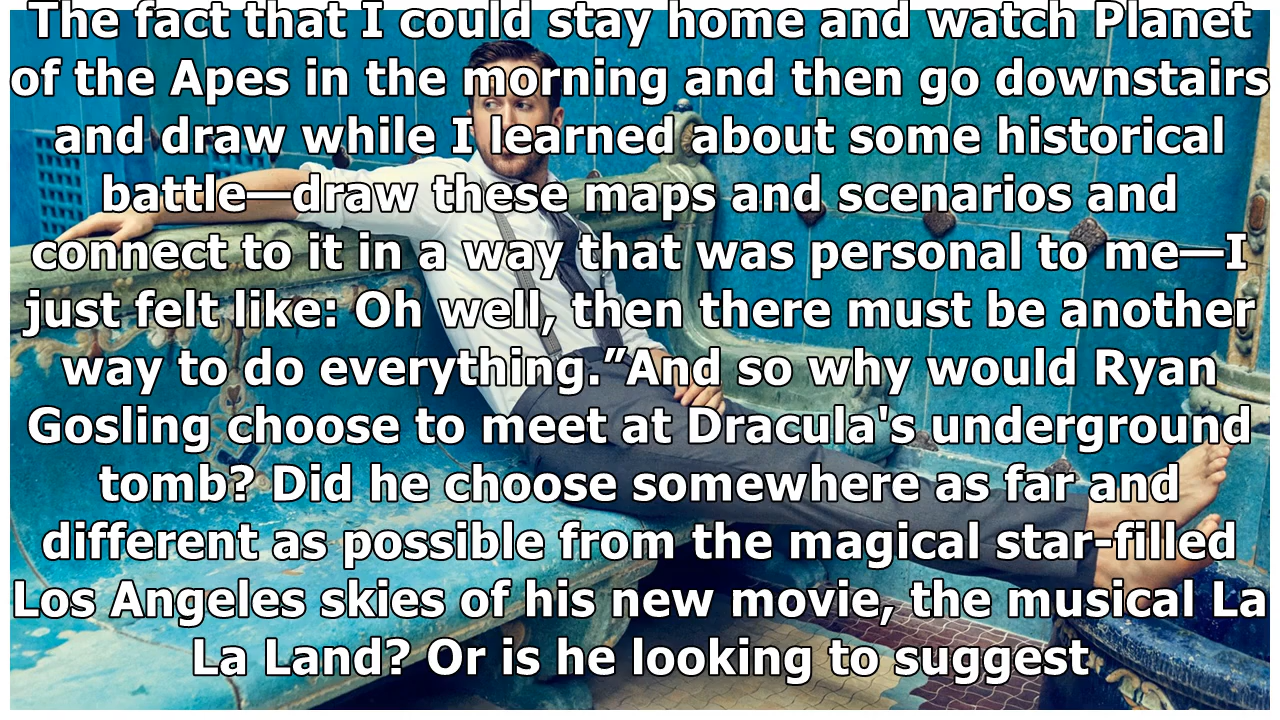 The fact that I could stay home and watch Planet
of the Apes in the morning and then go downstairs
and draw while I learned about some historical
battle—draw these maps and scenarios and
connect to it in a way that was personal to me—I
just felt like: Oh well, then there must be another
way to do everything.”And so why would Ryan
Gosling choose to meet at Dracula's underground
tomb? Did he choose somewhere as far and
different as possible from the magical star-filled
Los Angeles skies of his new movie, the musical La
La Land? Or is he looking to suggest